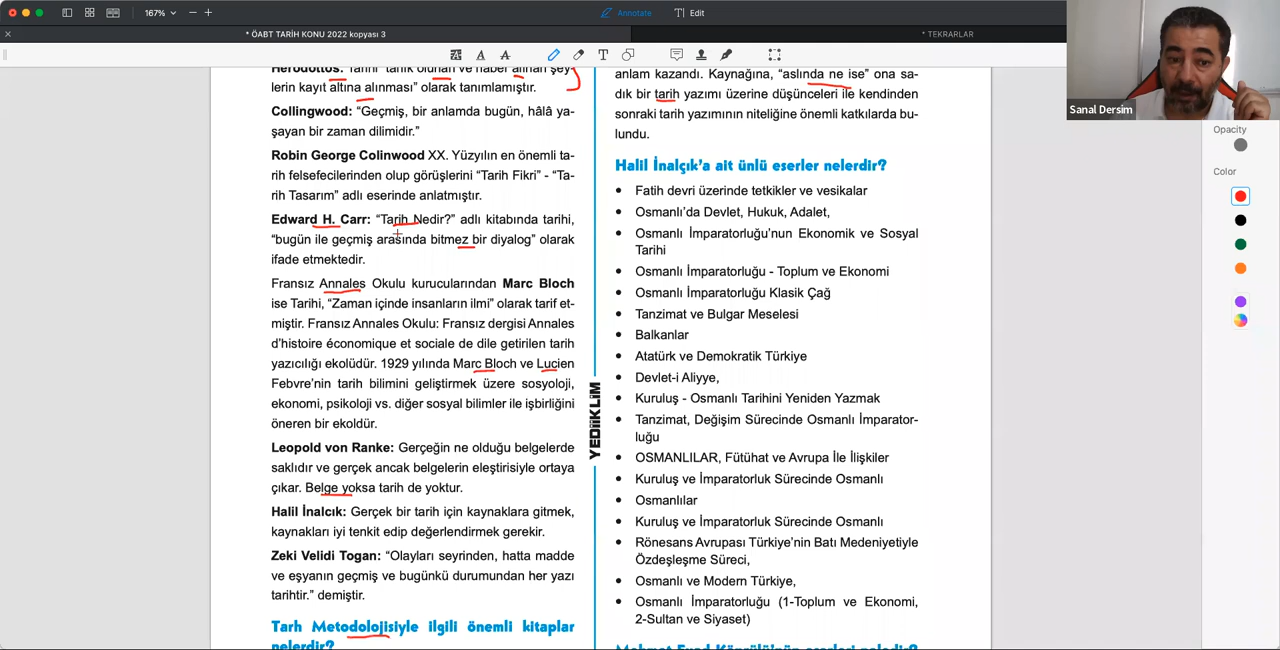 167%
Annotate
Edit
* ÖABT TARİH KONU 2022 kopyası 3
* TEKRARLAR
Sanal Dersim
Opacity
Color
Herodottos: Tarihi "tanık olunan ve haber alınan şey-
lerin kayıt altına alınması" olarak tanımlamıştır.
Collingwood: "Geçmiş, bir anlamda bugün, hâlâ ya-
şayan bir zaman dilimidir."
Robin George Colinwood XX. Yüzyılın en önemli ta-
rih felsefecilerinden olup görüşlerini "Tarih Fikri" - "Ta-
rih Tasarım" adlı eserinde anlatmıştır.
Edward H. Carr: "Tarih Nedir?" adlı kitabında tarihi,
"bugün ile geçmiş arasında bitmez bir diyalog" olarak
ifade etmektedir.
Fransız Annales Okulu kurucularından Marc Bloch
ise Tarihi, "Zaman içinde insanların ilmi" olarak tarif et-
miştir. Fransız Annales Okulu: Fransız dergisi Annales
d'histoire économique et sociale de dile getirilen tarih
yazıcılığı ekolüdür. 1929 yılında Marc Bloch ve Lucien
Febvre'nin tarih bilimini geliştirmek üzere sosyoloji,
ekonomi, psikoloji vs. diğer sosyal bilimler ile işbirliğini
öneren bir ekoldür.
Leopold von Ranke: Gerçeğin ne olduğu belgelerde
saklıdır ve gerçek ancak belgelerin eleştirisiyle ortaya
çıkar. Belge yoksa tarih de yoktur.
Halil İnalcık: Gerçek bir tarih için kaynaklara gitmek,
kaynakları iyi tenkit edip değerlendirmek gerekir.
Zeki Velidi Togan: "Olayları seyrinden, hatta madde
ve eşyanın geçmiş ve bugünkü durumundan her yazı
tarihtir." demiştir.
Tarh Metodolojisiyle ilgili önemli kitaplar
nelerdir?
YEDİİKLİM
anlam kazandı. Kaynağına, "aslında ne ise" ona sa-
dık bir tarih yazımı üzerine düşünceleri ile kendinden
sonraki tarih yazımının niteliğine önemli katkılarda bu-
lundu.
Halil İnalçık'a ait ünlü eserler nelerdir?
• Fatih devri üzerinde tetkikler ve vesikalar
• Osmanlı'da Devlet, Hukuk, Adalet,
• Osmanlı İmparatorluğu'nun Ekonomik ve Sosyal
Tarihi
• Osmanlı İmparatorluğu - Toplum ve Ekonomi
• Osmanlı İmparatorluğu Klasik Çağ
• Tanzimat ve Bulgar Meselesi
• Balkanlar
• Atatürk ve Demokratik Türkiye
• Devlet-i Aliyye,
• Kuruluş - Osmanlı Tarihini Yeniden Yazmak
• Tanzimat, Değişim Sürecinde Osmanlı İmparator-
luğu
• OSMANLILAR, Fütühat ve Avrupa İle İlişkiler
• Kuruluş ve İmparatorluk Sürecinde Osmanlı
• Osmanlılar
• Kuruluş ve İmparatorluk Sürecinde Osmanlı
• Rönesans Avrupası Türkiye'nin Batı Medeniyetiyle
Özdeşleşme Süreci,
• Osmanlı ve Modern Türkiye,
• Osmanlı İmparatorluğu (1-Toplum ve Ekonomi,
2-Sultan ve Siyaset)
Mehmet Fuad Köprülü'nün eserleri neledir?